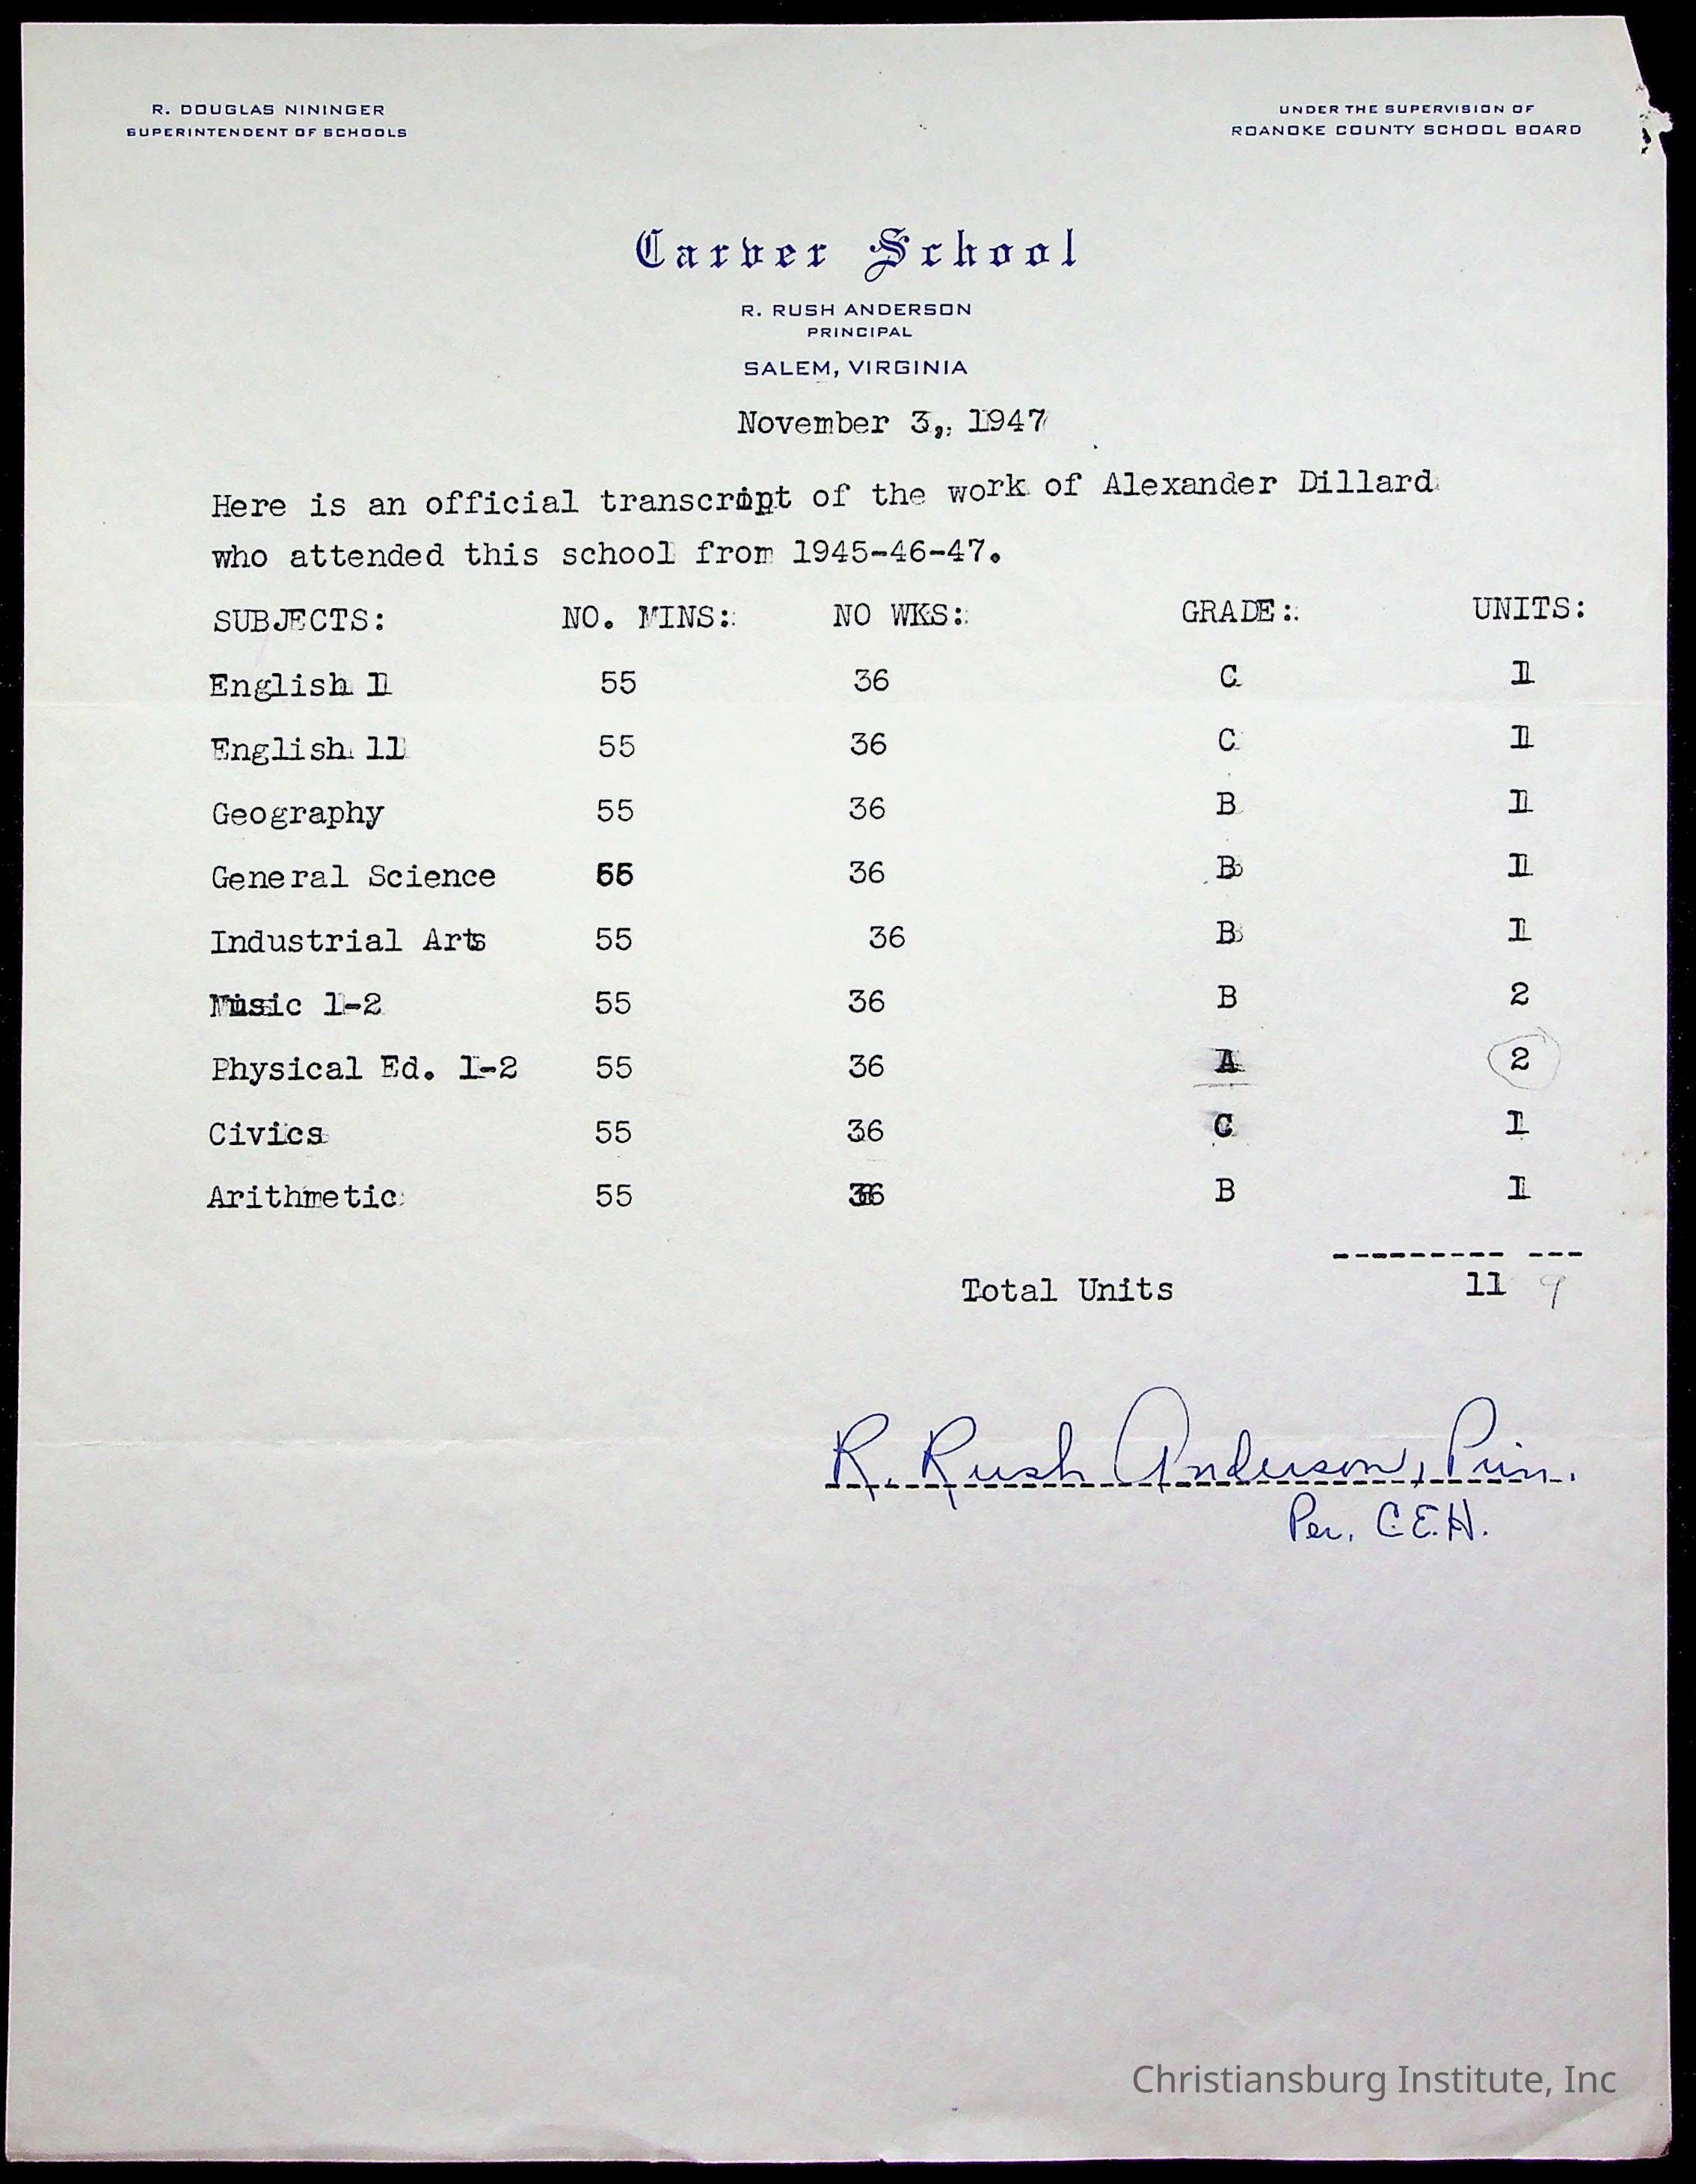 R. DOUGLAS NININGER
SUPERINTENDENT OF SCHOOLS
UNDER THE SUPERVISION OF
ROANOKE COUNTY SCHOOL BOARD
Carver School
R. RUSH ANDERSON
PRINCIPAL
SALEM, VIRGINIA
November 3, 1947
Here is an official transcript of the work of Alexander Dillard
who attended this school from 1945-46-47.
SUBJECTS: NO. MINS: NO WKS: GRADE: UNITS:
English 1 55 36 C 1
English 11 55 36 C 1
Geography 55 36 B 1
General Science 55 36 B 1
Industrial Arts 55 36 B 1
Music 1-2 55 36 B 2
Physical Ed. 1-2 55 36 A 2
Civics 55 36 C 1
Arithmetic 55 36 B 1
--------- ---
Total Units 11 9
R. Rush Anderson, Prin.
Per. C.E.H.
Christiansburg Institute, Inc